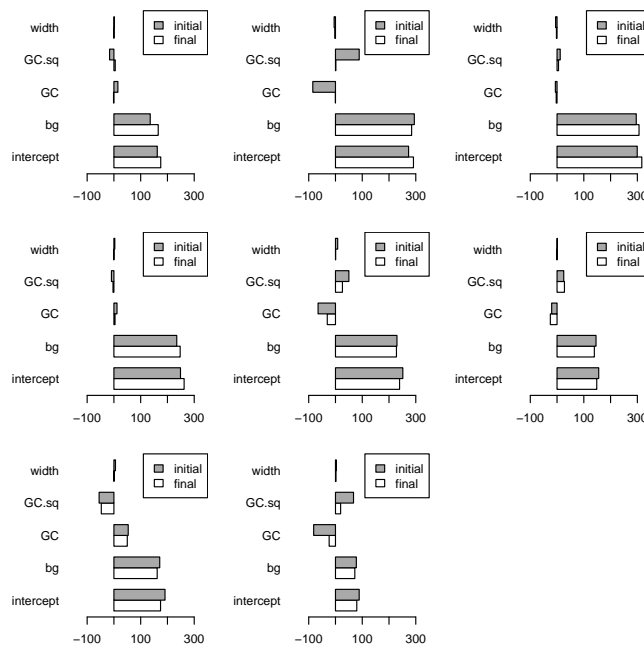 width
GC.sq
GC
bg
intercept
initial
final
−100
100
300
width
GC.sq
GC
bg
intercept
initial
final
−100
100
300
width
GC.sq
GC
bg
intercept
initial
final
−100
100
300
width
GC.sq
GC
bg
intercept
initial
final
−100
100
300
width
GC.sq
GC
bg
intercept
initial
final
−100
100
300
width
GC.sq
GC
bg
intercept
initial
final
−100
100
300
width
GC.sq
GC
bg
intercept
initial
final
−100
100
300
width
GC.sq
GC
bg
intercept
initial
final
−100
100
300